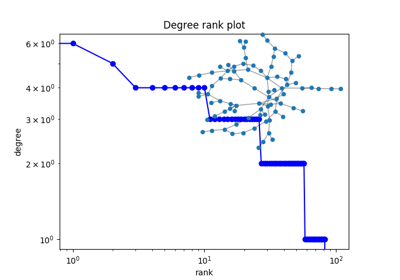 Degree rank plot
6 × 10⁰
4 × 10⁰
3 × 10⁰
2 × 10⁰
10⁰
degree
10⁰ 10¹ 10²
rank